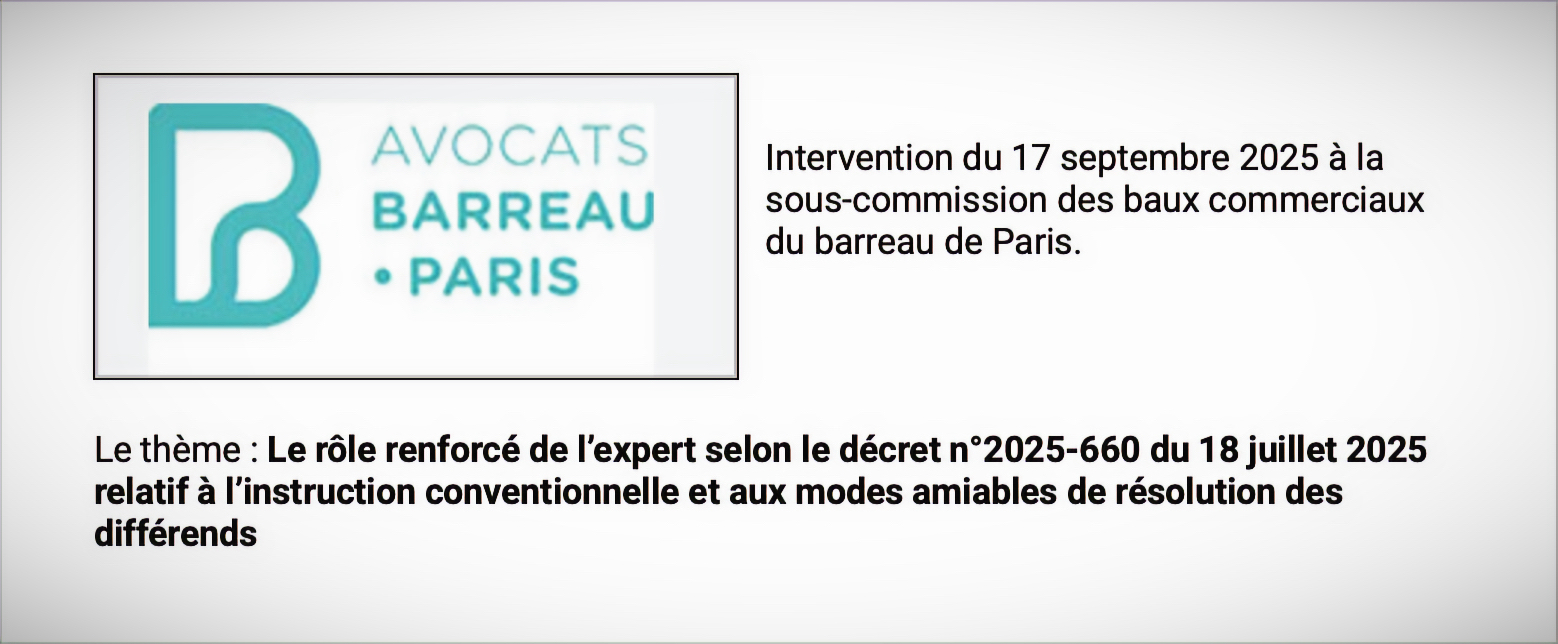 AVOCATS
BARREAU
• PARIS
Intervention du 17 septembre 2025 à la
sous-commission des baux commerciaux
du barreau de Paris.
Le thème : Le rôle renforcé de l’expert selon le décret n°2025-660 du 18 juillet 2025
relatif à l’instruction conventionnelle et aux modes amiables de résolution des
différends